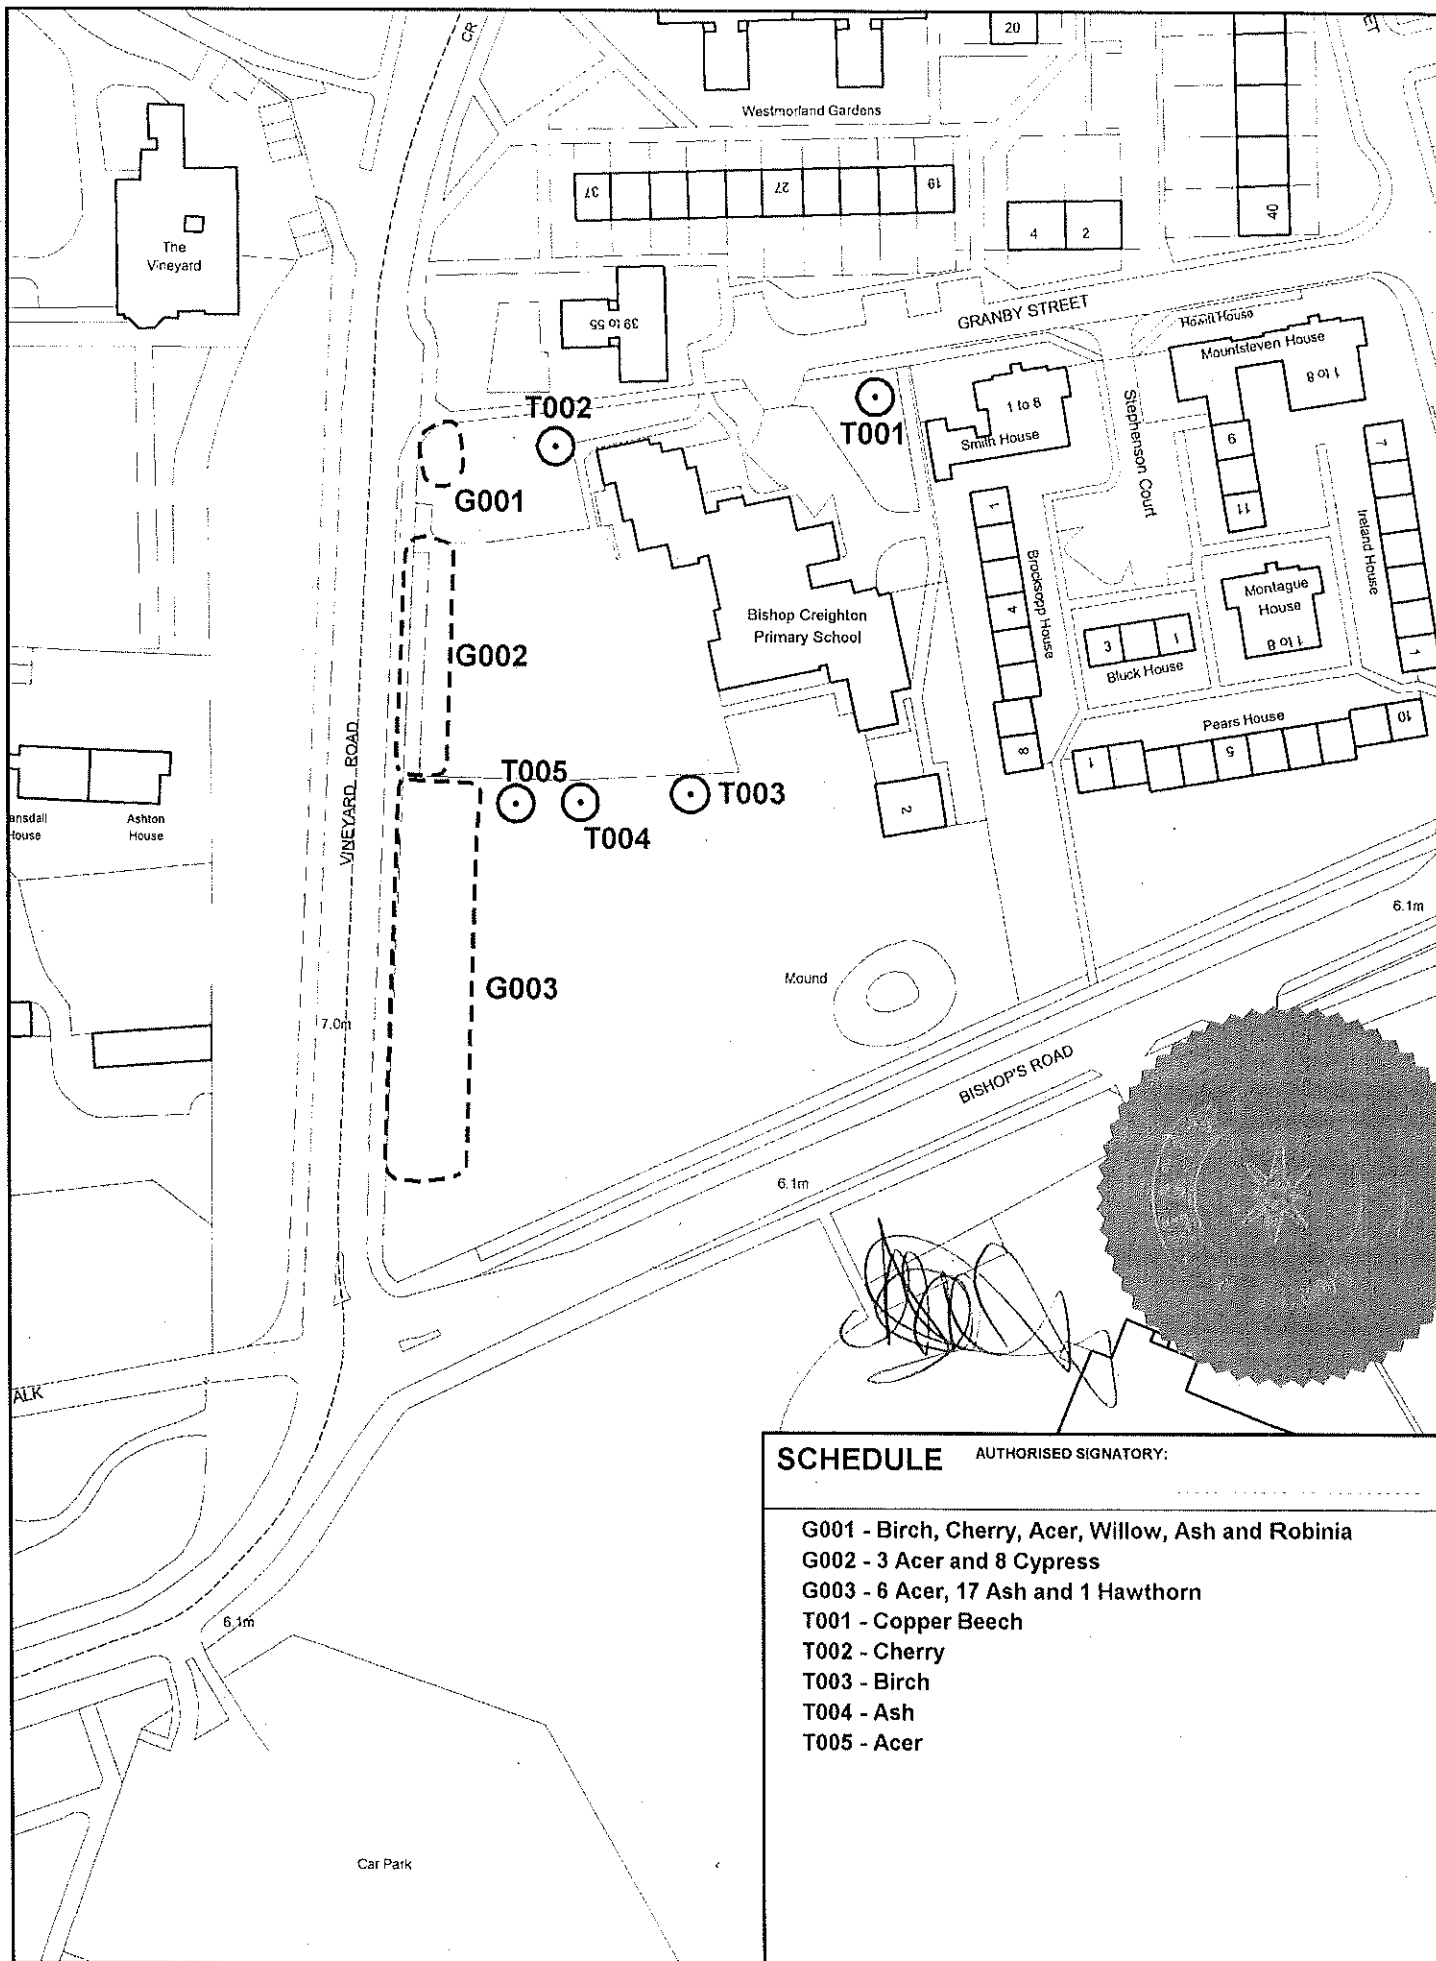 CR
20
Westmorland Gardens
37
27
19
40
4
2
The
Vineyard
39 to 55
GRANBY STREET
Howitt House
Mountsteven House
1 to 8
T002
T001
1 to 8
Smith House
Stephenson Court
9
11
7
Ireland House
1
G001
1
Brocksopp House
4
8
Montague
House
1 to 8
Bishop Creighton
Primary School
3
1
Bluck House
G002
Pears House
1
5
10
VINEYARD ROAD
T005
T003
T004
2
House
Ashton
House
6.1m
G003
Mound
7.0m
BISHOP'S ROAD
6.1m
ALK
6.1m
Car Park
SCHEDULE AUTHORISED SIGNATORY:
G001 - Birch, Cherry, Acer, Willow, Ash and Robinia
G002 - 3 Acer and 8 Cypress
G003 - 6 Acer, 17 Ash and 1 Hawthorn
T001 - Copper Beech
T002 - Cherry
T003 - Birch
T004 - Ash
T005 - Acer